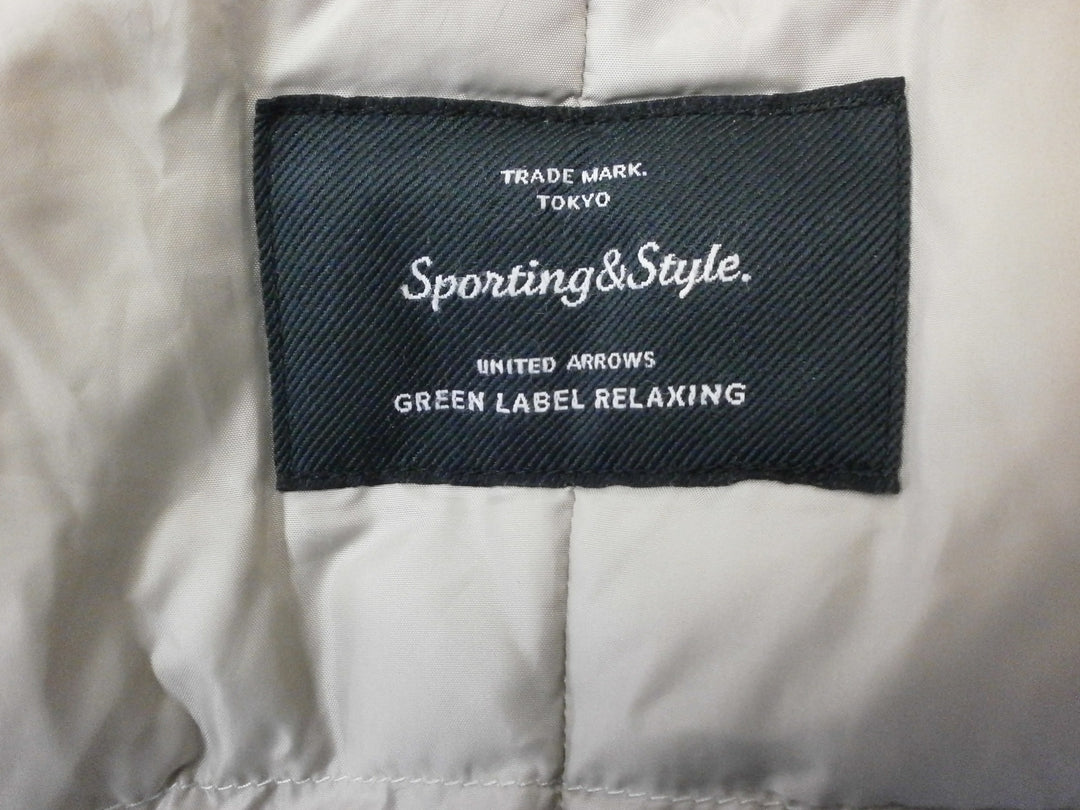 TRADE MARK.
TOKYO
Sporting&Style.
UNITED ARROWS
GREEN LABEL RELAXING